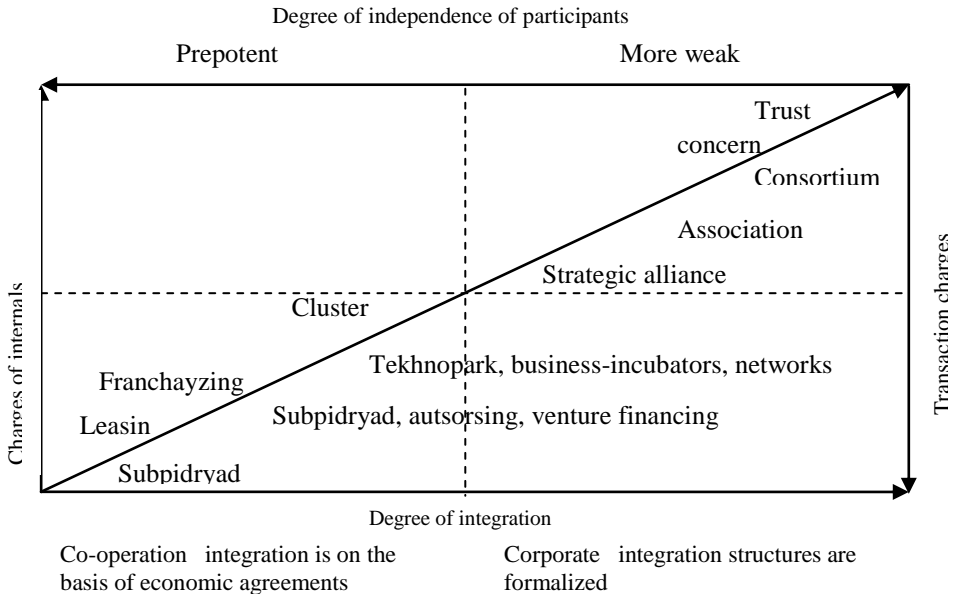 Degree of independence of participants
Prepotent
More weak
Trust
concern
Consortium
Association
Strategic alliance
Cluster
Tekhnopark, business-incubators, networks
Franchayzing
Subpidryad, autsorsing, venture financing
Leasin
Subpidryad
Charges of internals
Transaction charges
Degree of integration
Co-operation integration is on the
basis of economic agreements
Corporate integration structures are
formalized